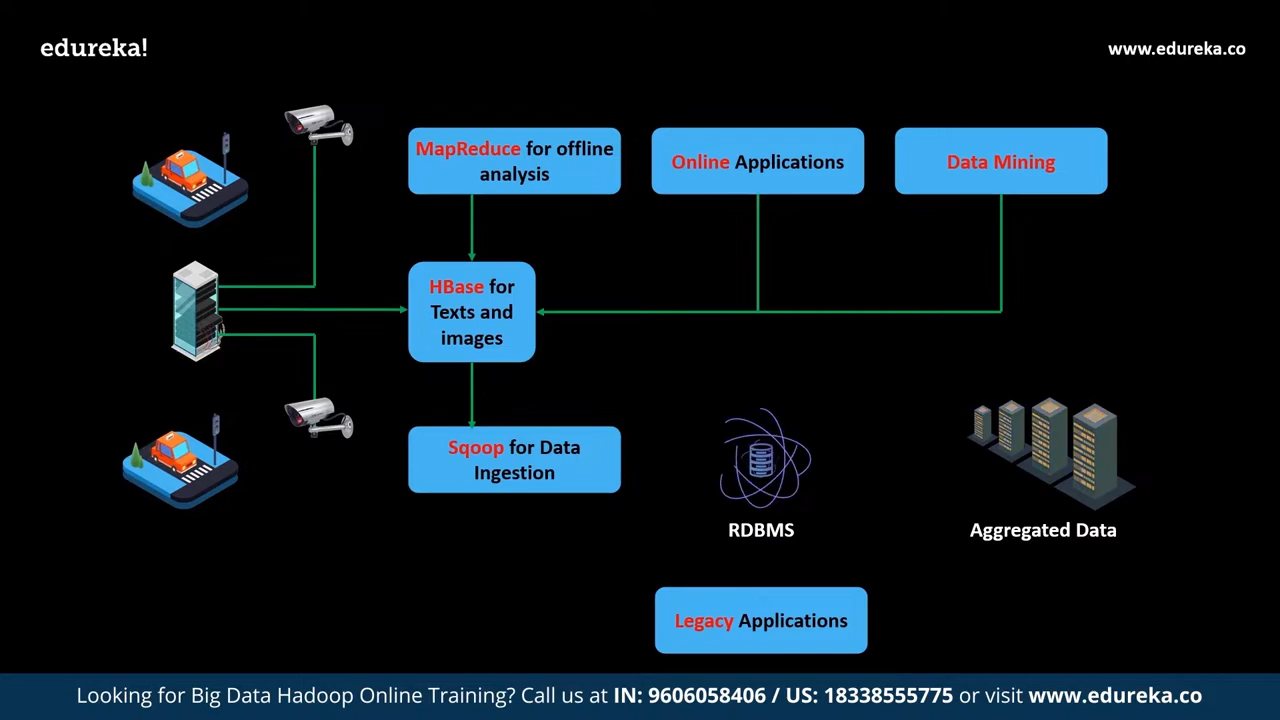 edureka!
www.edureka.co
MapReduce for offline
analysis
Online Applications
Data Mining
HBase for
Texts and
images
Sqoop for Data
Ingestion
RDBMS
Aggregated Data
Legacy Applications
Looking for Big Data Hadoop Online Training? Call us at IN: 9606058406 / US: 18338555775 or visit www.edureka.co